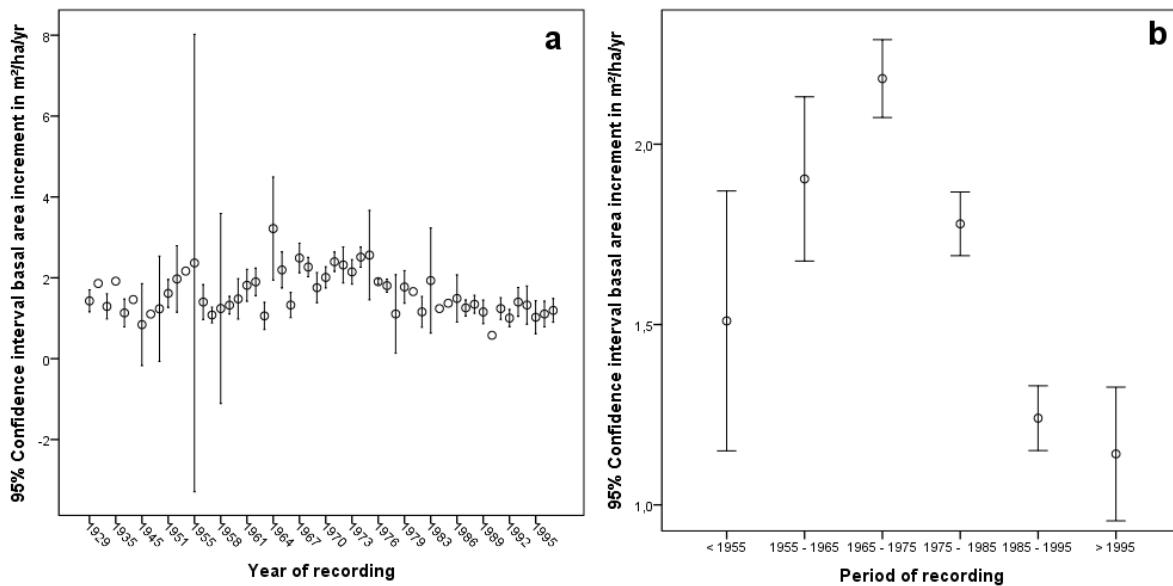 a
95% Confidence interval basal area increment in m²/ha/yr
8
6
4
2
0
-2
1929
1935
1945
1951
1955
1958
1961
1964
1967
1970
1973
1976
1979
1983
1986
1989
1992
1995
Year of recording
b
95% Confidence interval basal area increment in m²/ha/yr
2,0
1,5
1,0
< 1955
1955 - 1965
1965 - 1975
1975 - 1985
1985 - 1995
> 1995
Period of recording